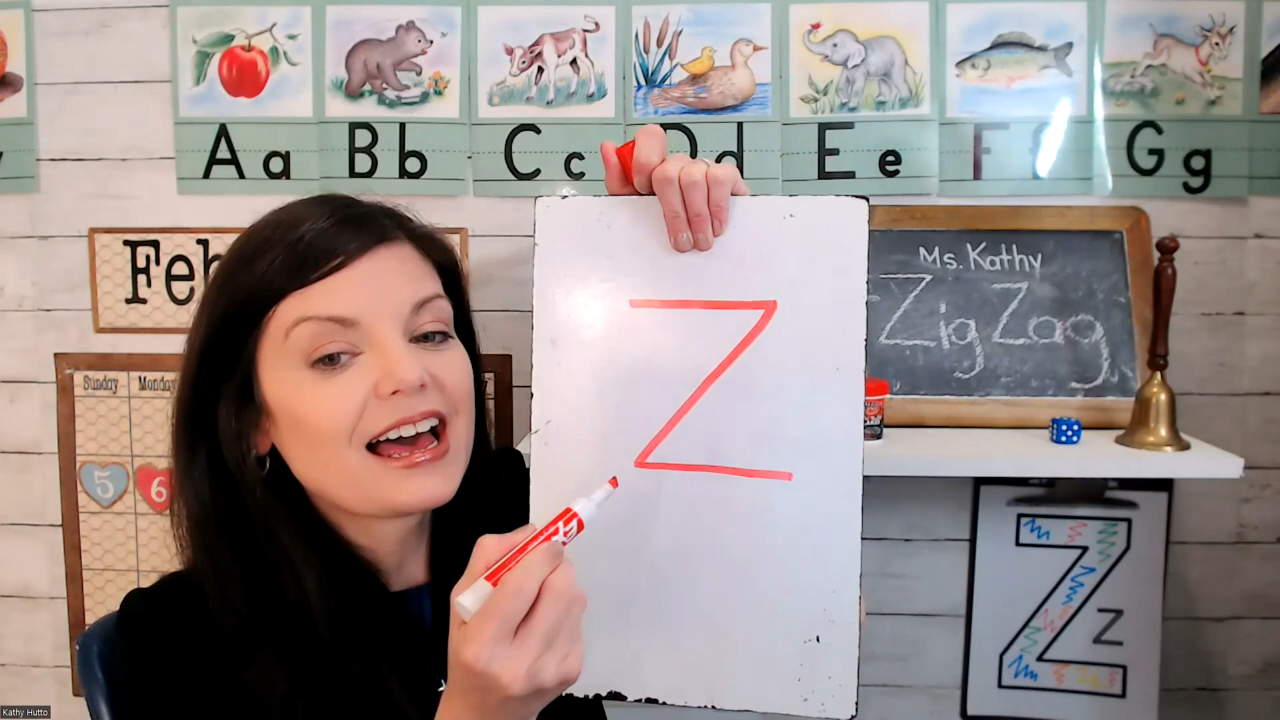 Aa
Bb
Cc
Dd
Ee
F f
Gg
Feb
Sunday Monday
5 6
Z
Ms. Kathy
Zig Zag
Z z
Kathy Hutto